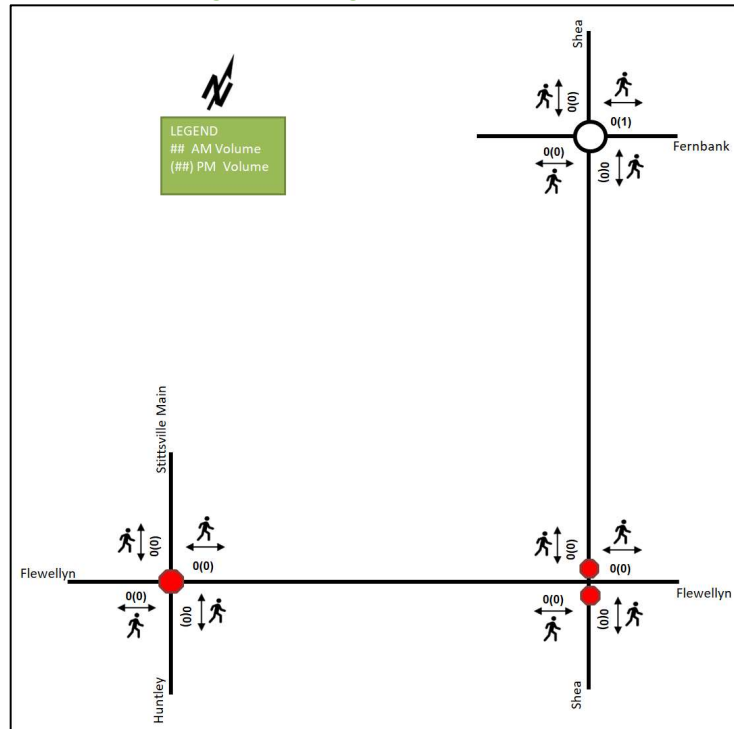 Shea
0(0)
0(1)
Fernbank
0(0)
0(0)
LEGEND
## AM Volume
(##) PM Volume
Stittsville Main
0(0)
0(0)
Flewellyn
0(0)
0(0)
Huntley
0(0)
0(0)
Flewellyn
0(0)
0(0)
Shea